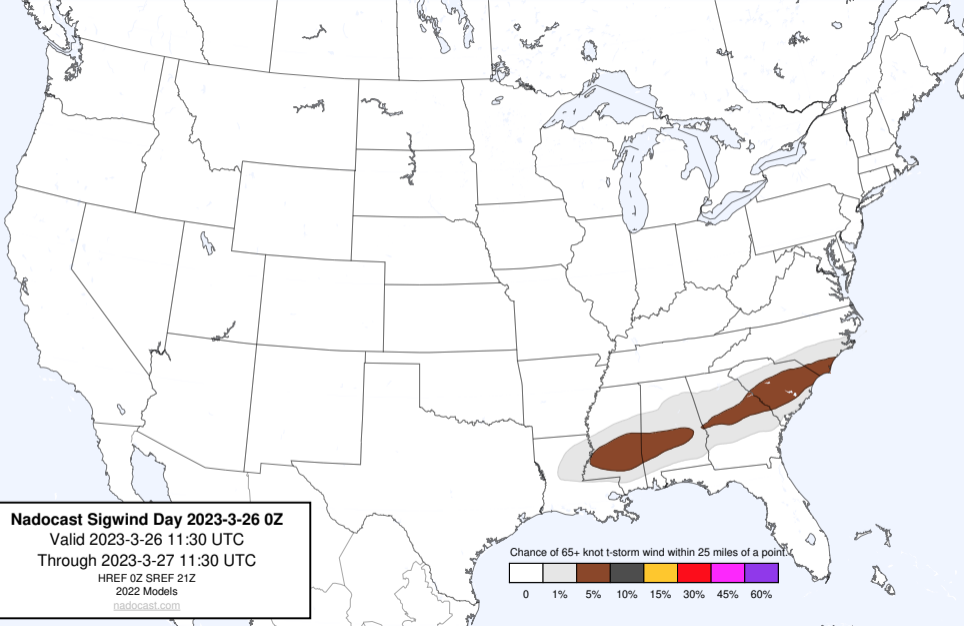 Nadocast Sigwind Day 2023-3-26 0Z
Valid 2023-3-26 11:30 UTC
Through 2023-3-27 11:30 UTC
HREF 0Z SREF 21Z
2022 Models
nadocast.com
Chance of 65+ knot t-storm wind within 25 miles of a point.
0 1% 5% 10% 15% 30% 45% 60%